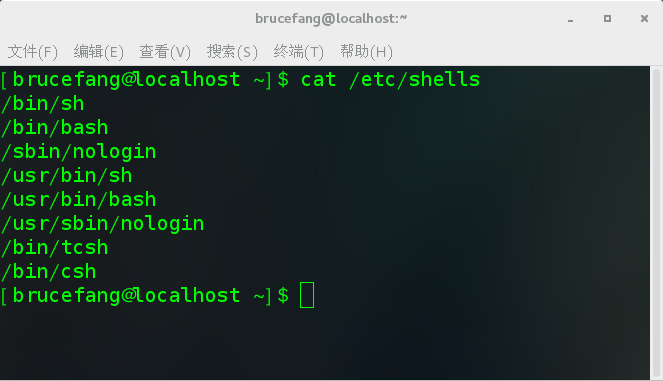 brucefang@localhost:~
文件(F) 编辑(E) 查看(V) 搜索(S) 终端(T) 帮助(H)
[brucefang@localhost ~]$ cat /etc/shells
/bin/sh
/bin/bash
/sbin/nologin
/usr/bin/sh
/usr/bin/bash
/usr/sbin/nologin
/bin/tcsh
/bin/csh
[brucefang@localhost ~]$